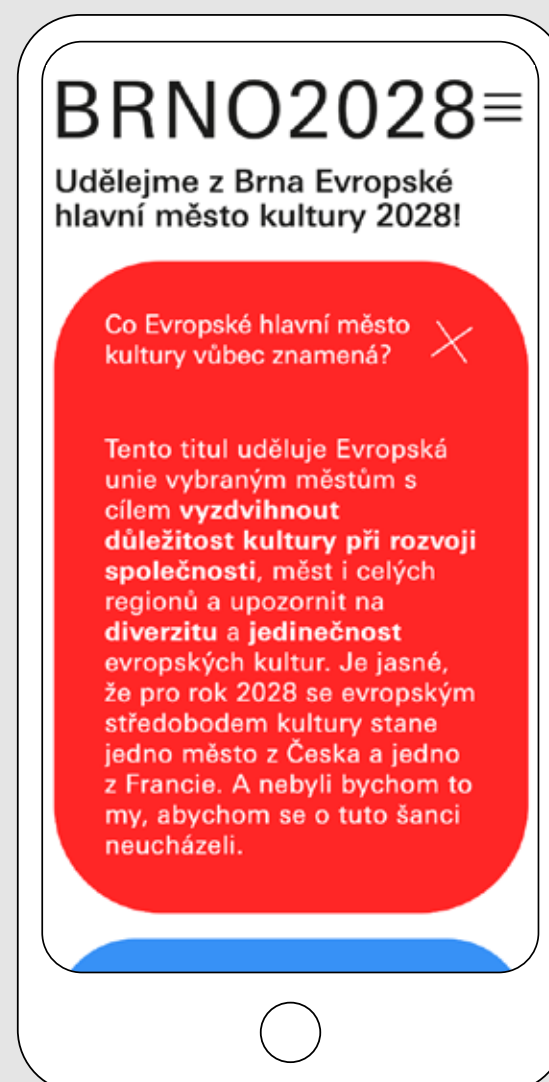 BRNO2028
Udělejme z Brna Evropské
hlavní město kultury 2028!
Co Evropské hlavní město
kultury vůbec znamená?
Tento titul uděluje Evropská
unie vybraným městům s
cílem vyzdvihnout
důležitost kultury při rozvoji
společnosti, měst i celých
regionů a upozornit na
diverzitu a jedinečnost
evropských kultur. Je jasné,
že pro rok 2028 se evropským
středobodem kultury stane
jedno město z Česka a jedno
z Francie. A nebyli bychom to
my, abychom se o tuto šanci
neucházeli.